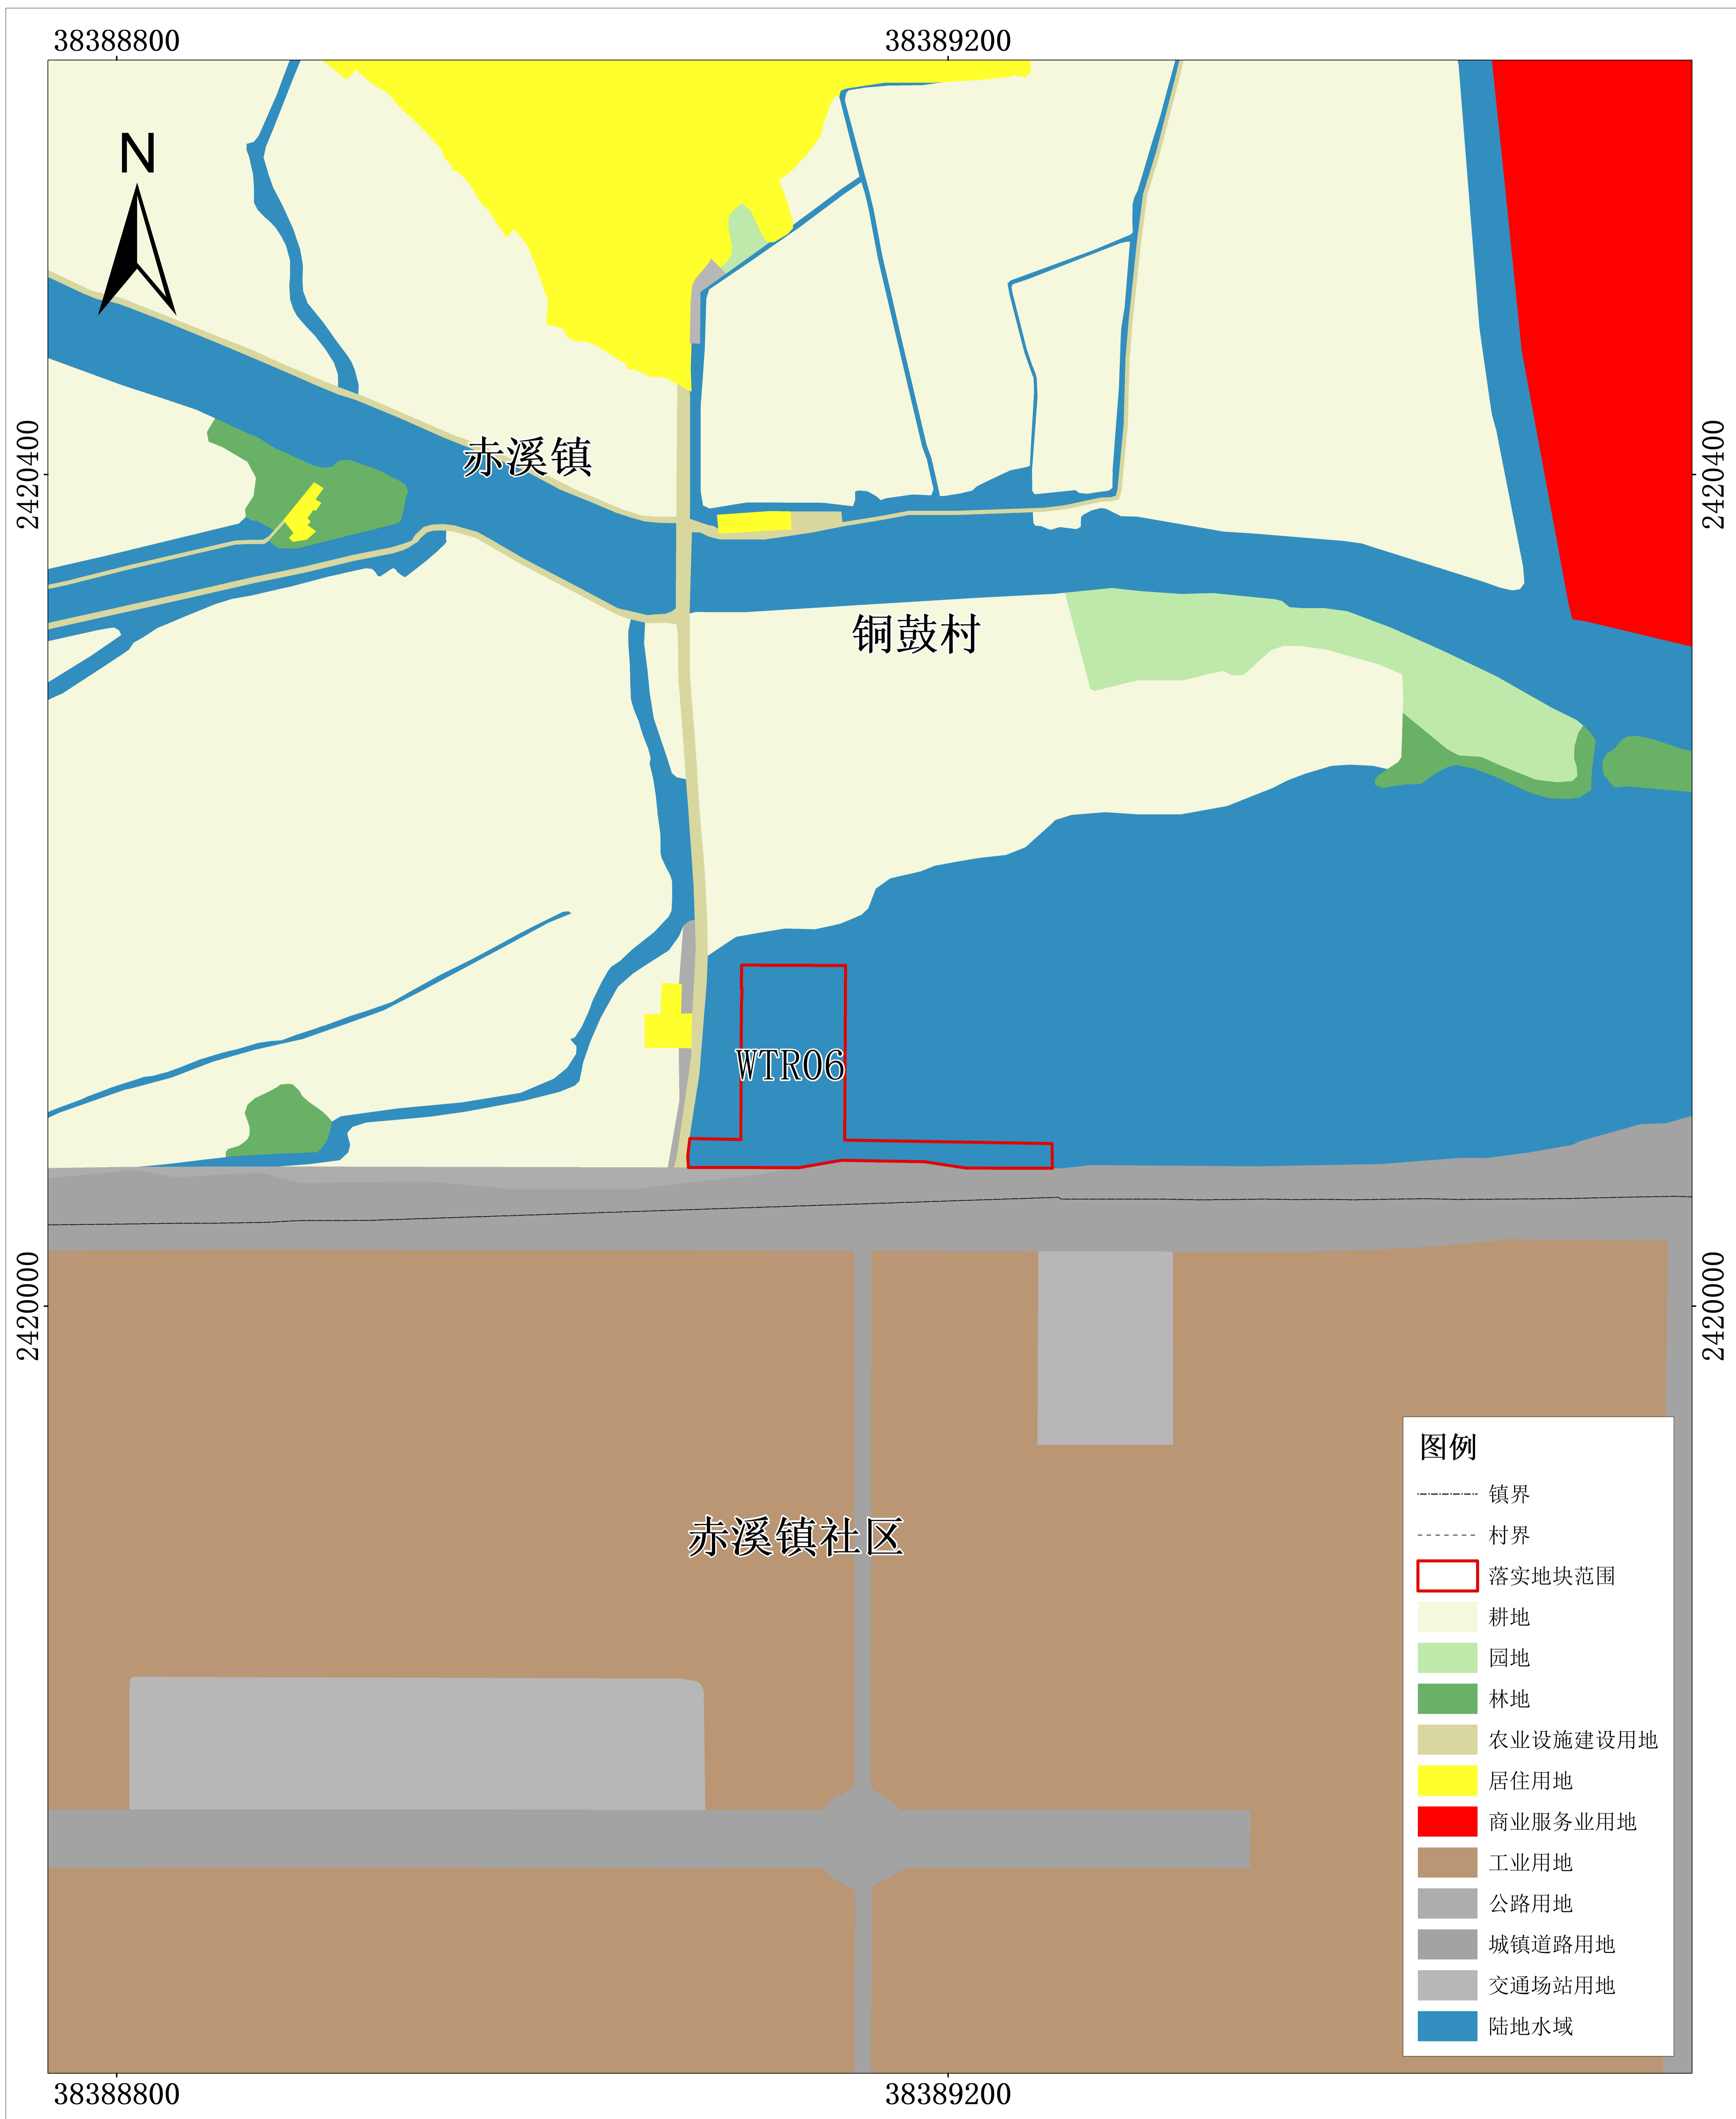 38388800
38389200
N
2420400
2420400
赤溪镇
铜鼓村
WTR06
2420000
2420000
赤溪镇社区
图例
镇界
村界
落实地块范围
耕地
园地
林地
农业设施建设用地
居住用地
商业服务业用地
工业用地
公路用地
城镇道路用地
交通场站用地
陆地水域
38388800
38389200